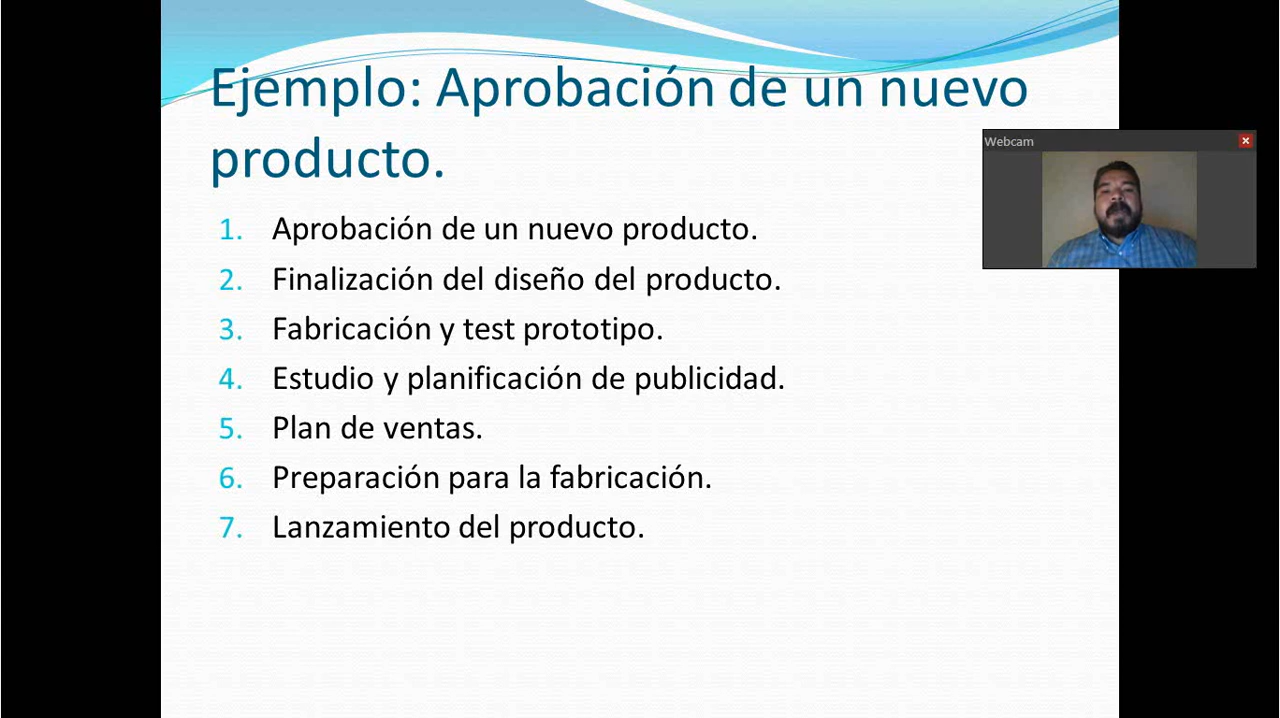 Ejemplo: Aprobación de un nuevo
producto.
Webcam
1. Aprobación de un nuevo producto.
2. Finalización del diseño del producto.
3. Fabricación y test prototipo.
4. Estudio y planificación de publicidad.
5. Plan de ventas.
6. Preparación para la fabricación.
7. Lanzamiento del producto.